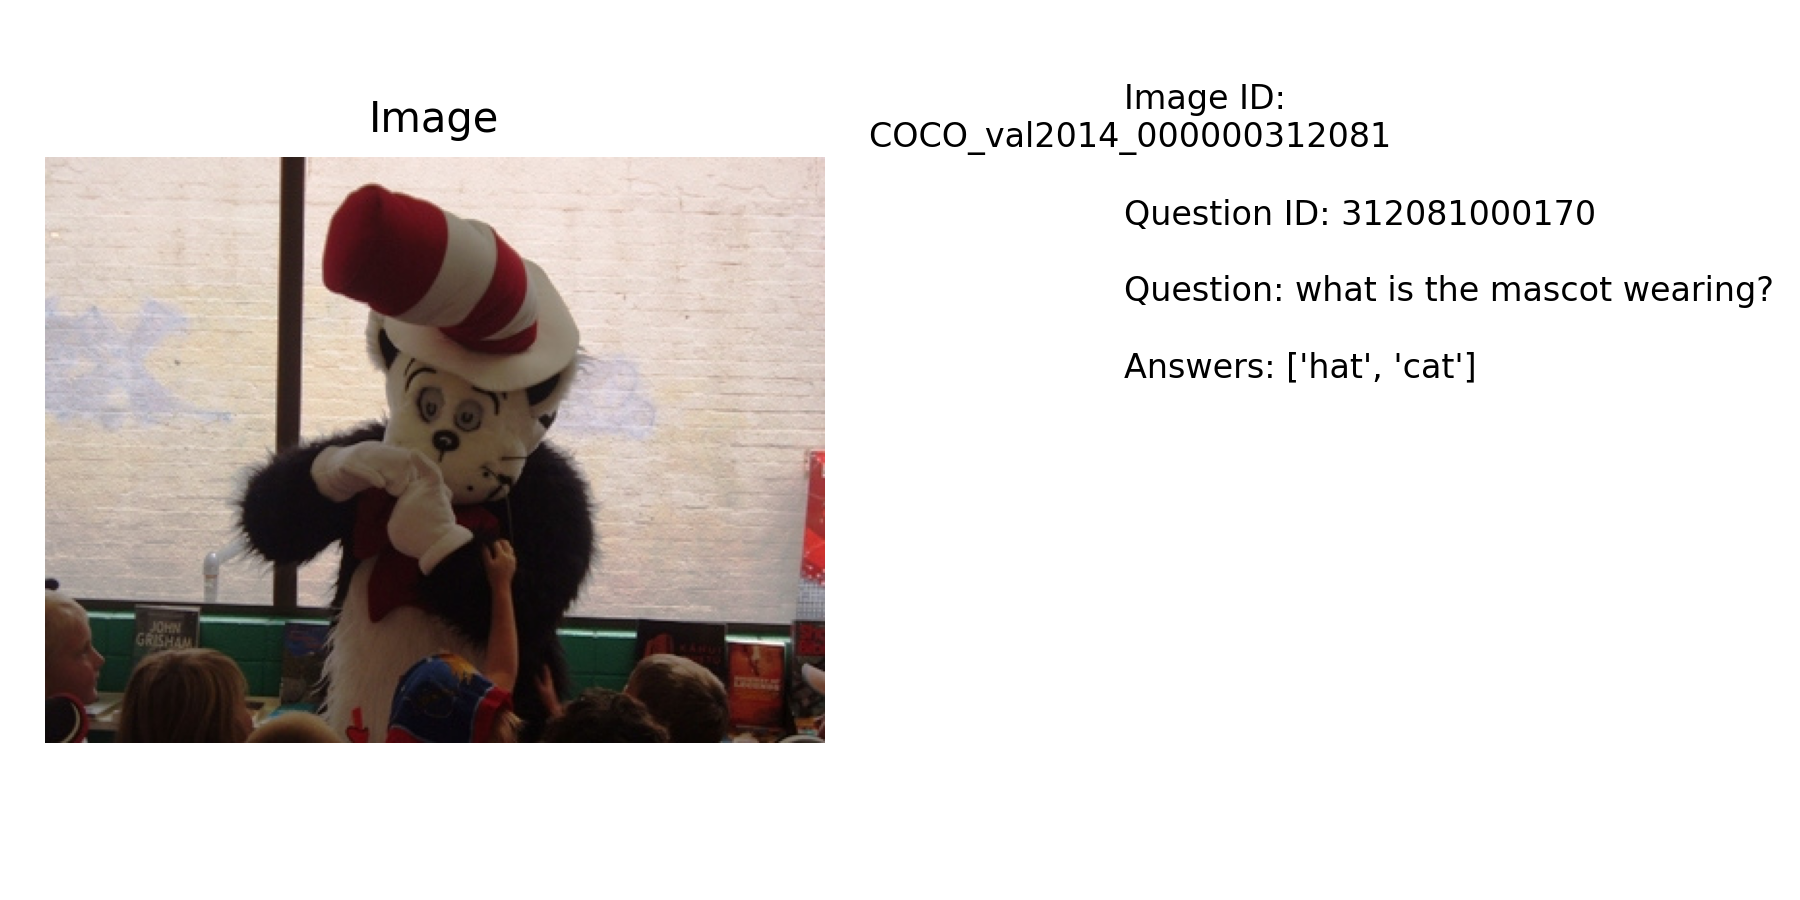 Image
Image ID:
COCO_val2014_000000312081
Question ID: 312081000170
Question: what is the mascot wearing?
Answers: ['hat', 'cat']
JOHN
GRISHAM